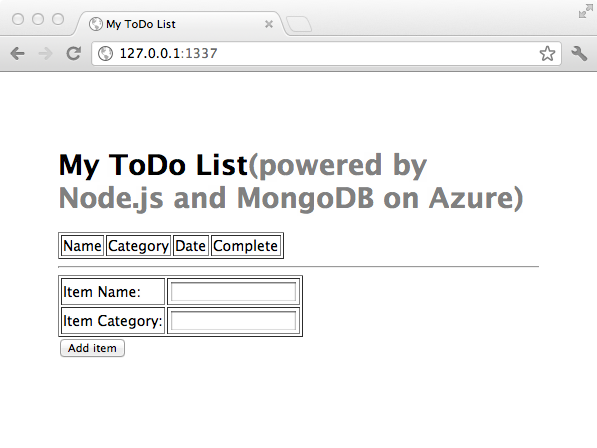 My ToDo List
127.0.0.1:1337
My ToDo List(powered by
Node.js and MongoDB on Azure)
Name Category Date Complete
Item Name:
Item Category:
Add item